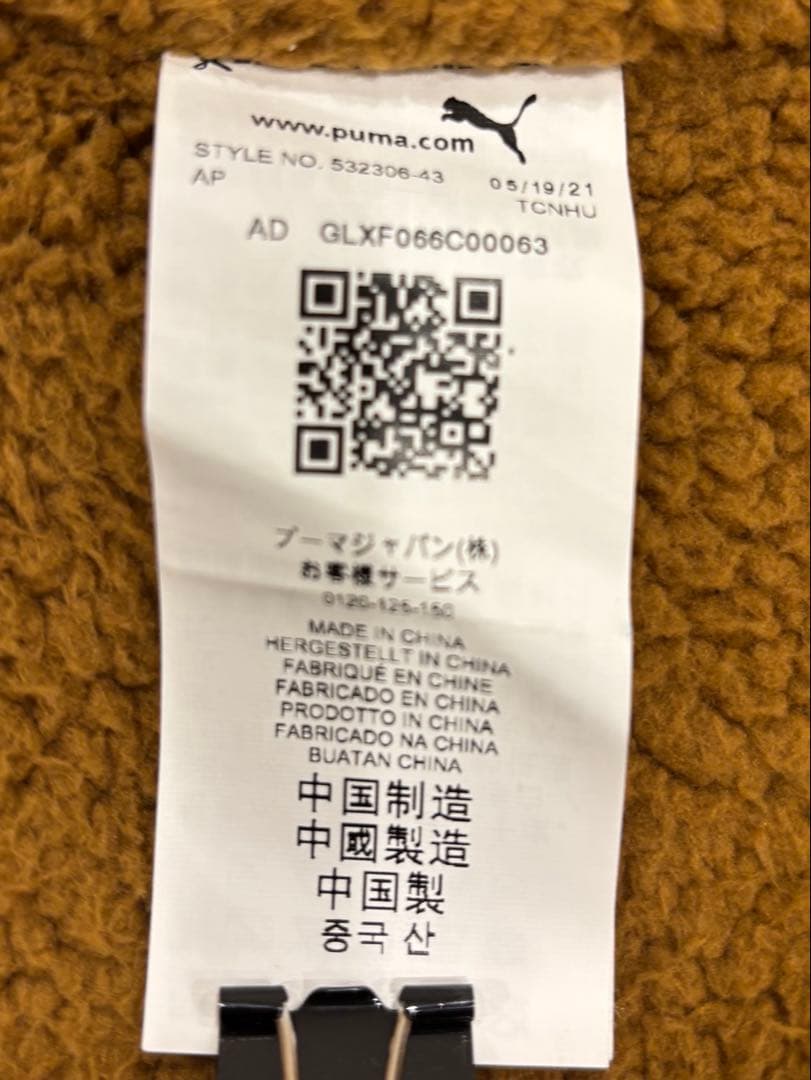 www.puma.com
STYLE NO. 532306-43 05/19/21
AP TCNHU
AD GLXF066C00063
プーマジャパン(株)
お客様サービス
0120-125-150
MADE IN CHINA
HERGESTELLT IN CHINA
FABRIQUÉ EN CHINE
FABRICADO EN CHINA
PRODOTTO IN CHINA
FABRICADO NA CHINA
BUATAN CHINA
中国制造
中國製造
中国製
중국 산